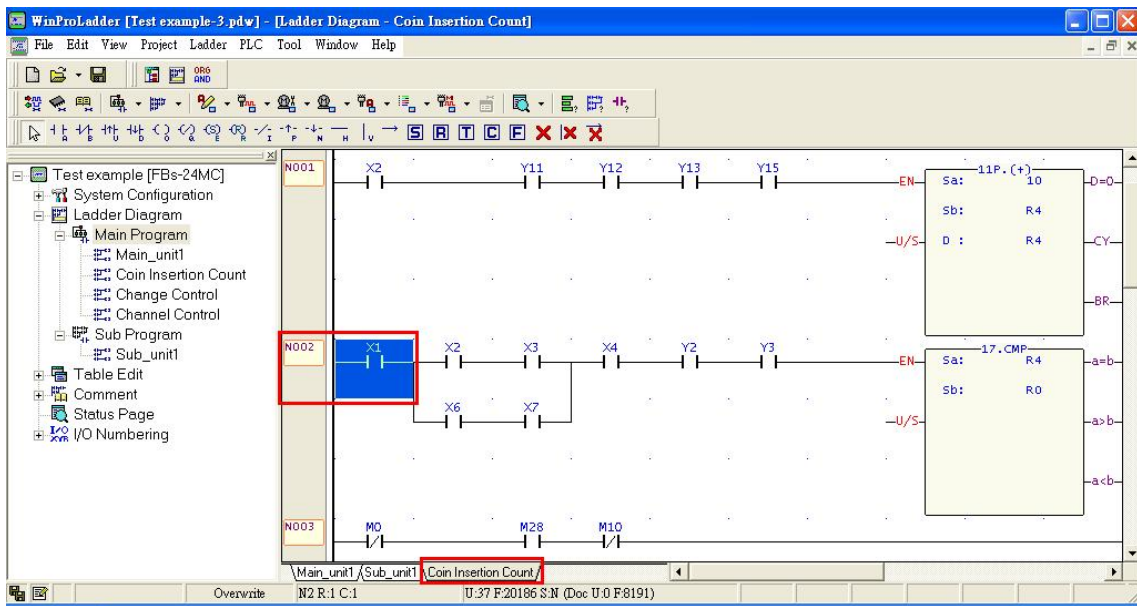 WinProLadder [Test example-3.pdw] - [Ladder Diagram - Coin Insertion Count]
File Edit View Project Ladder PLC Tool Window Help
ORG
AND
A B U D Q S R I P N H V S R T C F
Test example [FBs-24MC]
System Configuration
Ladder Diagram
Main Program
Main_unit1
Coin Insertion Count
Change Control
Channel Control
Sub Program
Sub_unit1
Table Edit
Comment
Status Page
I/O Numbering
N001 X2 Y11 Y12 Y13 Y15 11P.(+)
EN Sa: 10 D=0
Sb: R4
U/S D : R4 CY
BR
N002 X1 X2 X3 X4 Y2 Y3 17.CMP
EN Sa: R4 a=b
Sb: R0
X6 X7
U/S a>b
a<b
N003 M0 M28 M10
Main_unit1 Sub_unit1 Coin Insertion Count
Overwrite N2 R:1 C:1 U:37 F:20186 S:N (Doc U:0 F:8191)